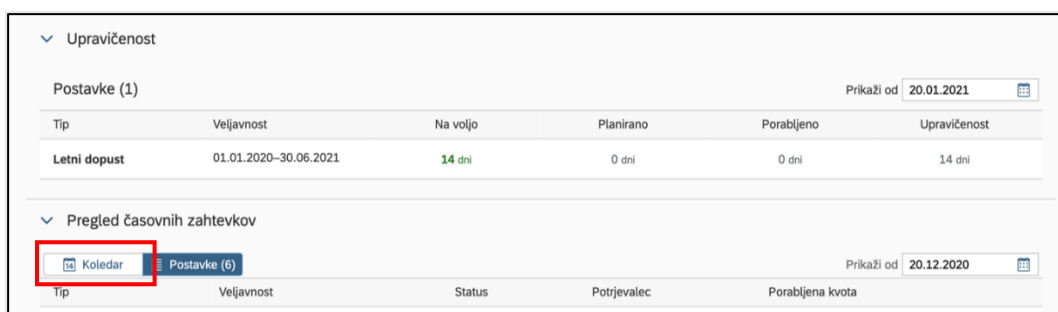 Upravičenost
Postavke (1)
Prikaži od 20.01.2021
Tip Veljavnost Na voljo Planirano Porabljeno Upravičenost
Letni dopust 01.01.2020–30.06.2021 14 dni 0 dni 0 dni 14 dni
Pregled časovnih zahtevkov
14 Koledar Postavke (6) Prikaži od 20.12.2020
Tip Veljavnost Status Potrjevalec Porabljena kvota